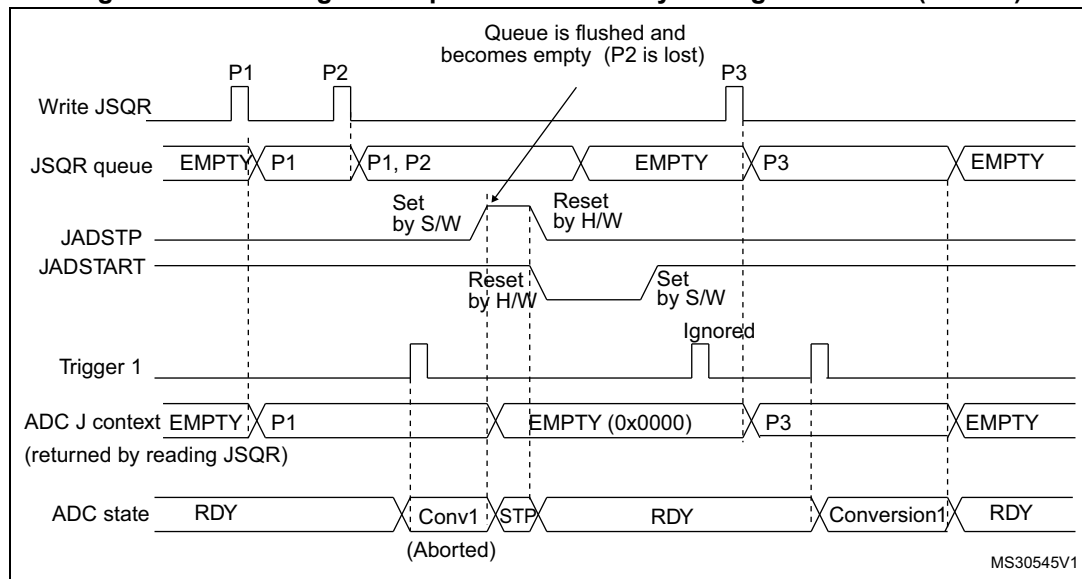 Queue is flushed and
becomes empty (P2 is lost)
P1
P2
P3
Write JSQR
JSQR queue
EMPTY
P1
P1, P2
EMPTY
P3
EMPTY
Set
by S/W
Reset
by H/W
JADSTP
JADSTART
Reset
by H/W
Set
by S/W
Ignored
Trigger 1
ADC J context
EMPTY
P1
EMPTY (0x0000)
P3
EMPTY
(returned by reading JSQR)
ADC state
RDY
Conv1
STP
RDY
Conversion1
RDY
(Aborted)
MS30545V1